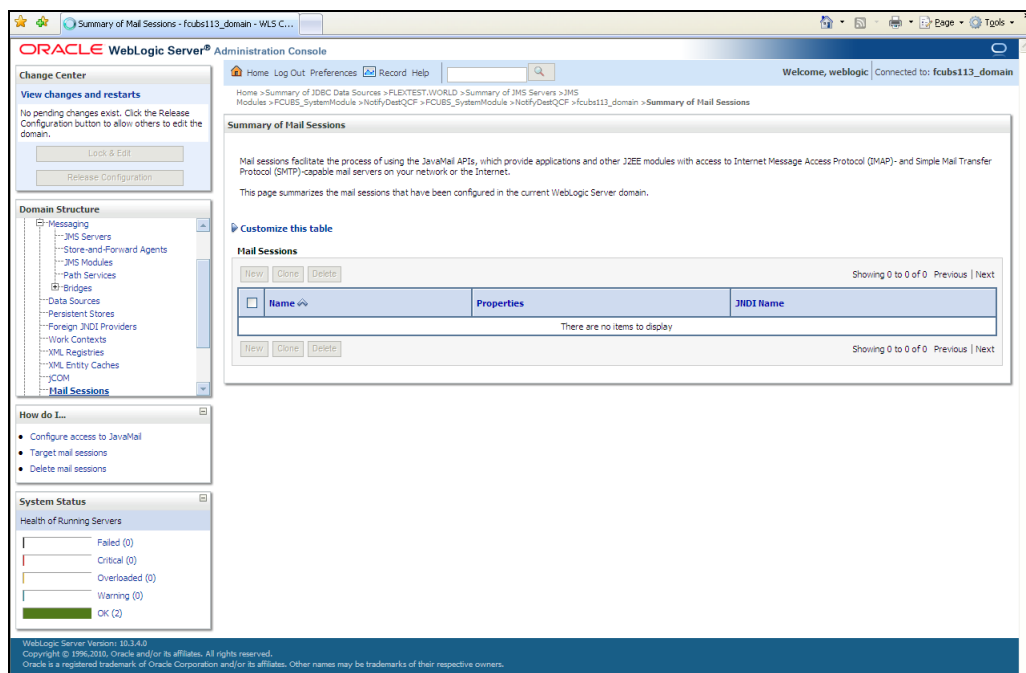 Summary of Mail Sessions - fcubs113_domain - WLS C...
Page
Tools
ORACLE WebLogic Server® Administration Console
Change Center
View changes and restarts
No pending changes exist. Click the Release
Configuration button to allow others to edit the
domain.
Lock & Edit
Release Configuration
Domain Structure
Messaging
JMS Servers
Store-and-Forward Agents
JMS Modules
Path Services
Bridges
Data Sources
Persistent Stores
Foreign JNDI Providers
Work Contexts
XML Registries
XML Entity Caches
jCOM
Mail Sessions
How do I...
Configure access to JavaMail
Target mail sessions
Delete mail sessions
System Status
Health of Running Servers
Failed (0)
Critical (0)
Overloaded (0)
Warning (0)
OK (2)
Home Log Out Preferences Record Help
Welcome, weblogic Connected to: fcubs113_domain
Home >Summary of JDBC Data Sources >FLEXTEST.WORLD >Summary of JMS Servers >JMS
Modules >FCUBS_SystemModule >NotifyDestQCF >FCUBS_SystemModule >NotifyDestQCF >fcubs113_domain >Summary of Mail Sessions
Summary of Mail Sessions
Mail sessions facilitate the process of using the JavaMail APIs, which provide applications and other J2EE modules with access to Internet Message Access Protocol (IMAP)- and Simple Mail Transfer
Protocol (SMTP)-capable mail servers on your network or the Internet.
This page summarizes the mail sessions that have been configured in the current WebLogic Server domain.
Customize this table
Mail Sessions
New Clone Delete
Showing 0 to 0 of 0 Previous | Next
Name Properties JNDI Name
There are no items to display
New Clone Delete
Showing 0 to 0 of 0 Previous | Next
WebLogic Server Version: 10.3.4.0
Copyright © 1996,2010, Oracle and/or its affiliates. All rights reserved.
Oracle is a registered trademark of Oracle Corporation and/or its affiliates. Other names may be trademarks of their respective owners.